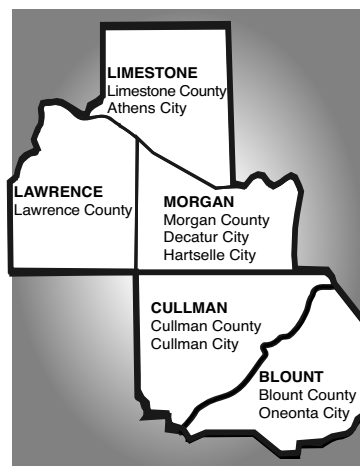 LIMESTONE
Limestone County
Athens City
LAWRENCE
Lawrence County
MORGAN
Morgan County
Decatur City
Hartselle City
CULLMAN
Cullman County
Cullman City
BLOUNT
Blount County
Oneonta City